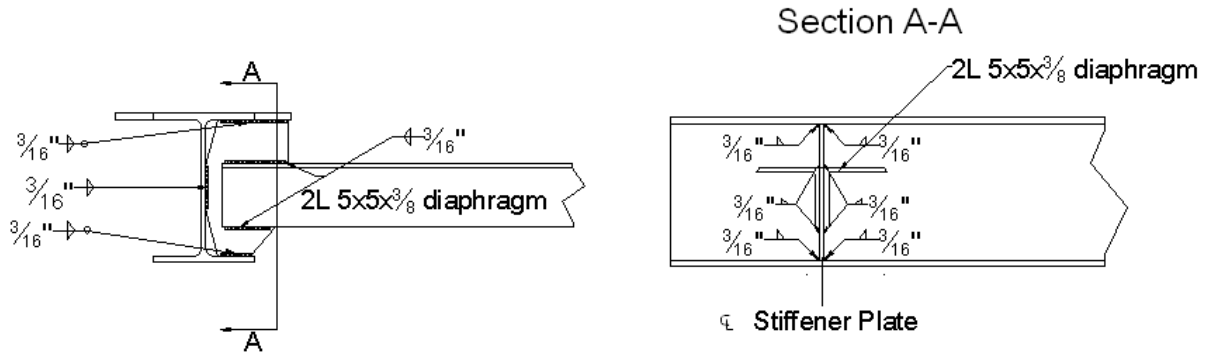 Section A-A
A
2L 5x5x3/8 diaphragm
3/16"
3/16"
3/16"
3/16"
3/16"
3/16"
2L 5x5x3/8 diaphragm
3/16"
3/16"
3/16"
3/16"
A
℄ Stiffener Plate